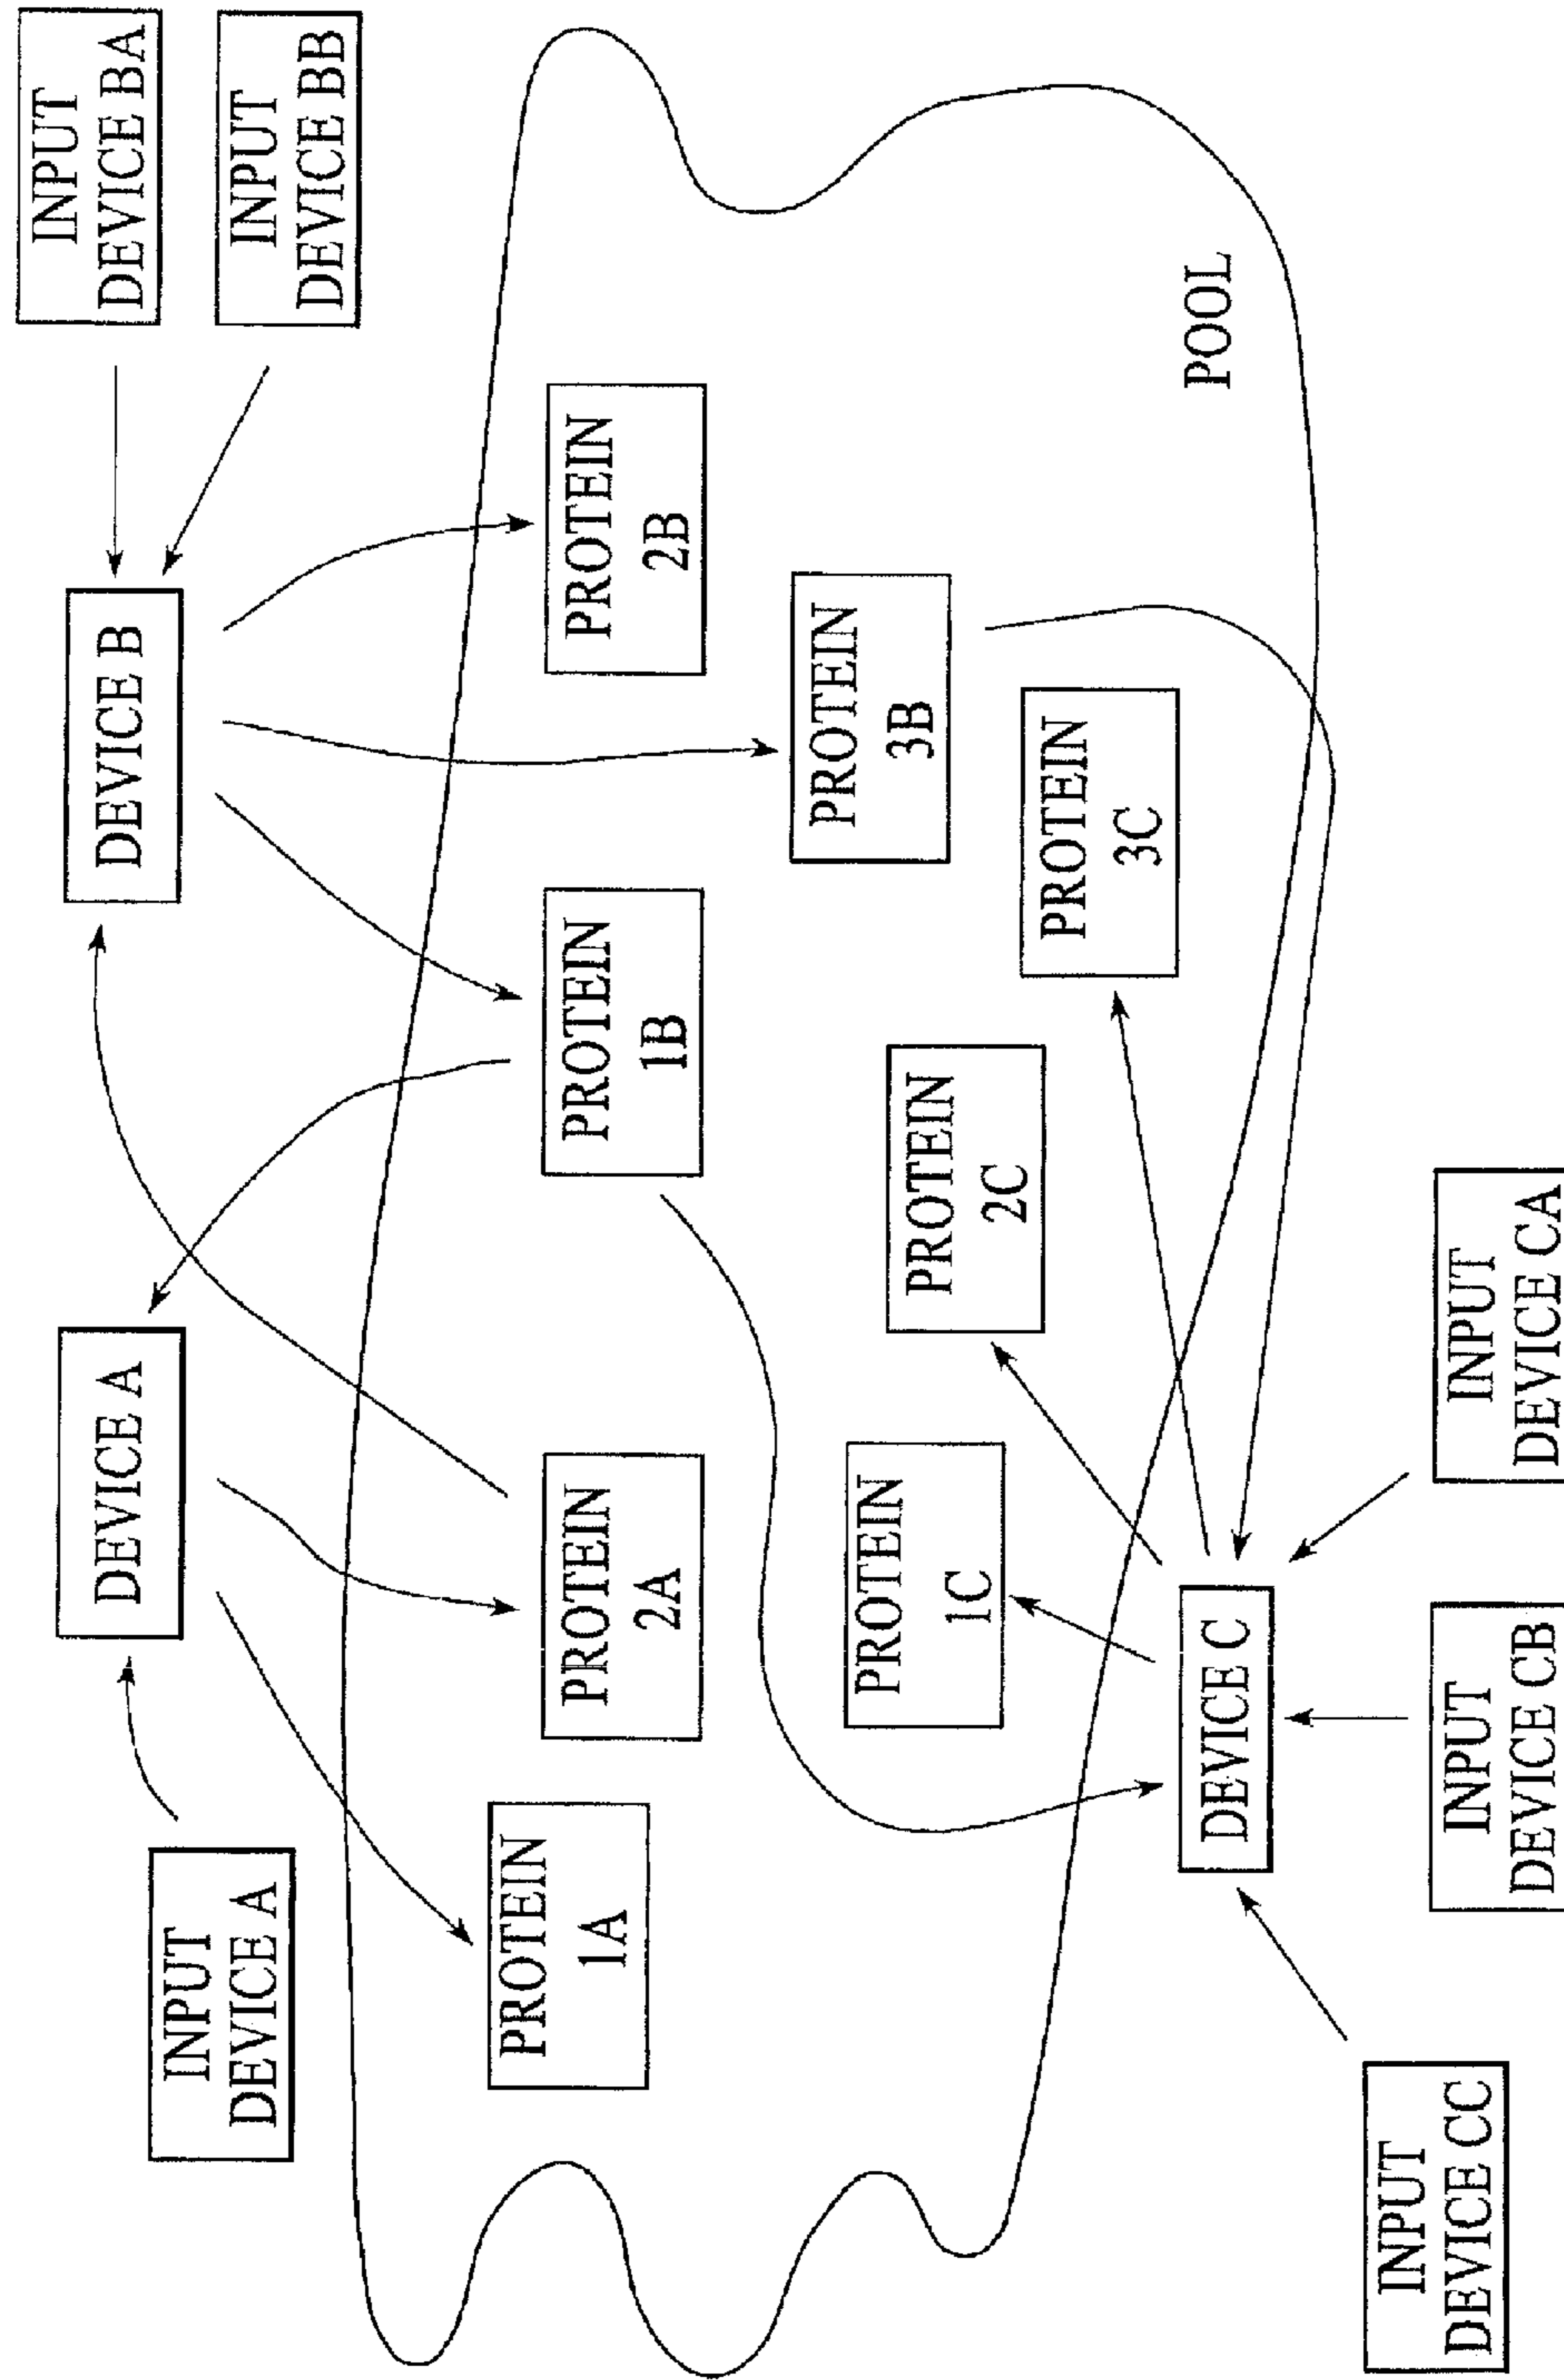 INPUT
DEVICE A
DEVICE A
DEVICE B
INPUT
DEVICE BA
INPUT
DEVICE BB
PROTEIN
1A
PROTEIN
2A
PROTEIN
1B
PROTEIN
2B
PROTEIN
3B
PROTEIN
1C
PROTEIN
2C
PROTEIN
3C
POOL
DEVICE C
INPUT
DEVICE CC
INPUT
DEVICE CB
INPUT
DEVICE CA